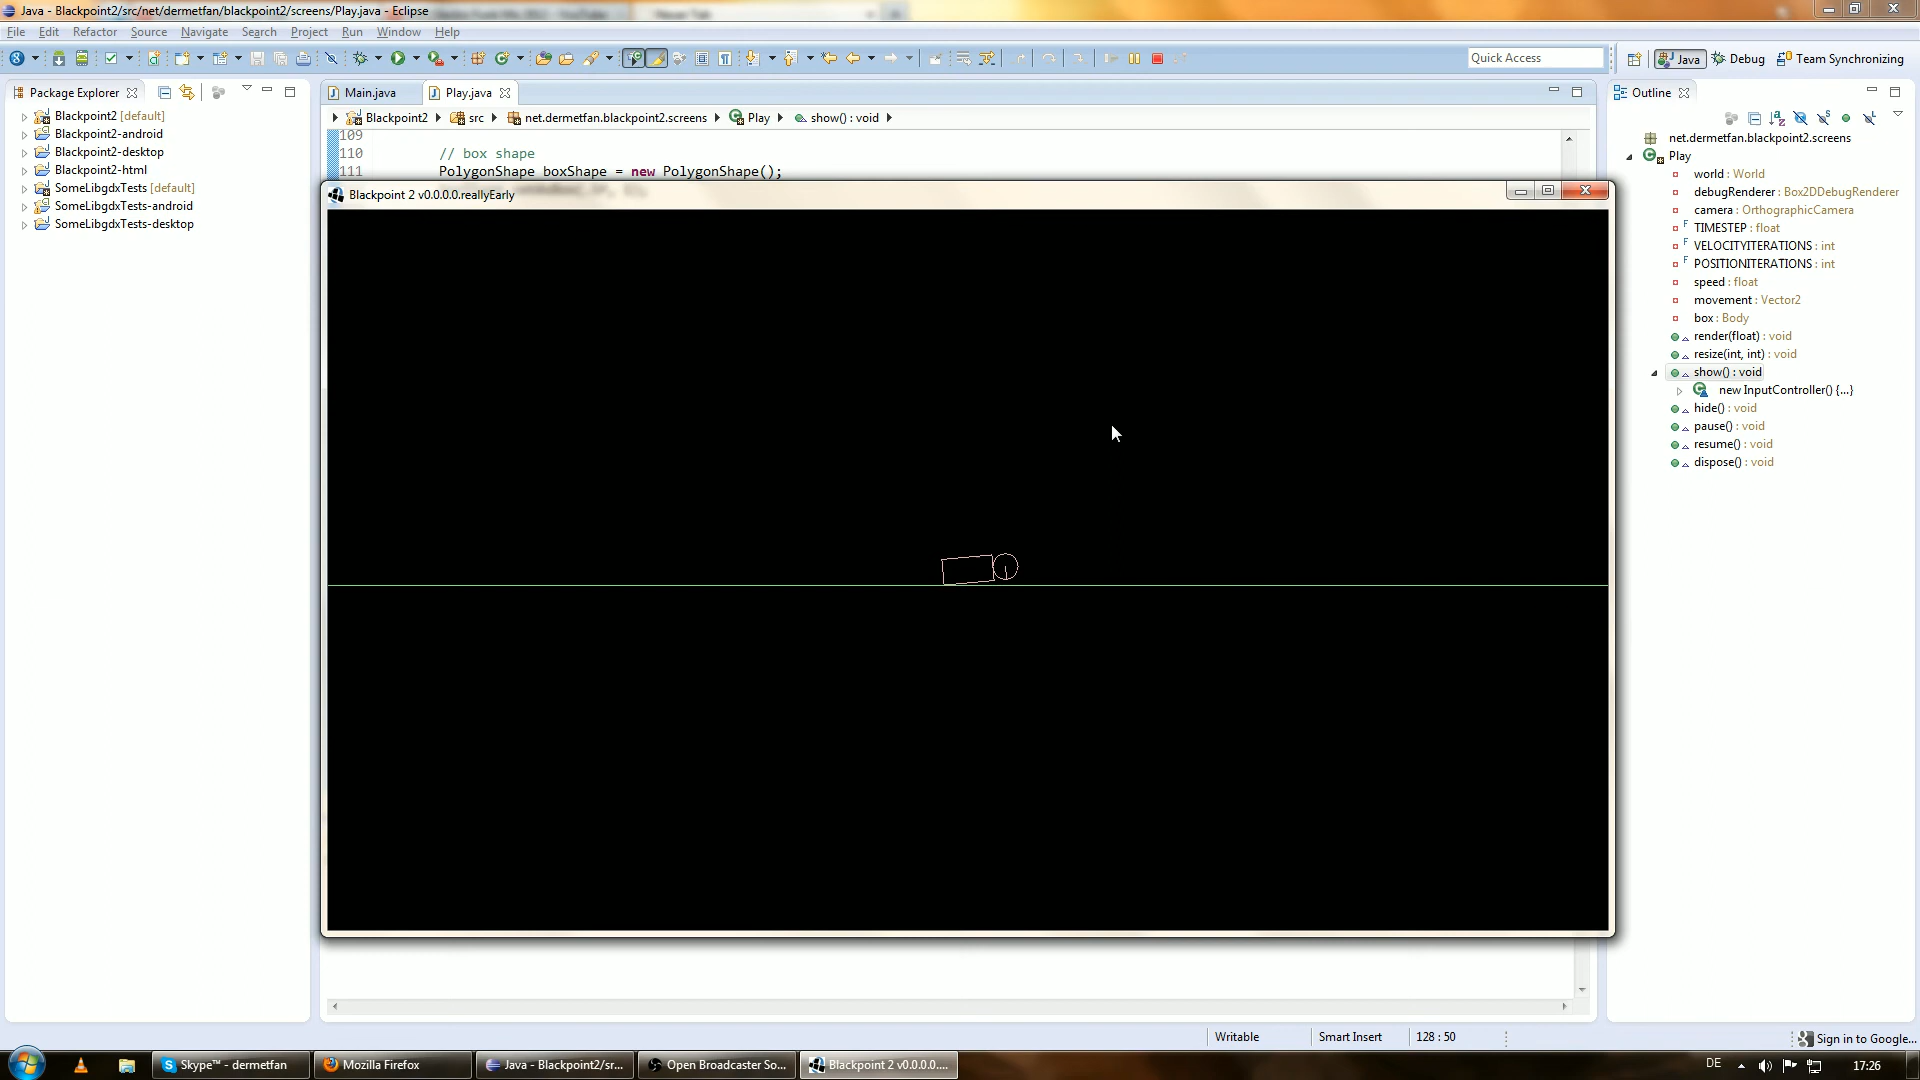 Java - Blackpoint2/src/net/dermetfan/blackpoint2/screens/Play.java - Eclipse
File Edit Refactor Source Navigate Search Project Run Window Help
Quick Access
Java
Debug
Team Synchronizing
Package Explorer
Blackpoint2 [default]
Blackpoint2-android
Blackpoint2-desktop
Blackpoint2-html
SomeLibgdxTests [default]
SomeLibgdxTests-android
SomeLibgdxTests-desktop
Main.java
Play.java
Blackpoint2
src
net.dermetfan.blackpoint2.screens
Play
show() : void
109
110 // box shape
111 PolygonShape boxShape = new PolygonShape();
Blackpoint 2 v0.0.0.0.reallyEarly
Outline
net.dermetfan.blackpoint2.screens
Play
world : World
debugRenderer : Box2DDebugRenderer
camera : OrthographicCamera
F TIMESTEP : float
F VELOCITYITERATIONS : int
F POSITIONITERATIONS : int
speed : float
movement : Vector2
box : Body
render(float) : void
resize(int, int) : void
show() : void
new InputController() {...}
hide() : void
pause() : void
resume() : void
dispose() : void
Writable
Smart Insert
128 : 50
Sign in to Google...
Skype™ - dermetfan
Mozilla Firefox
Java - Blackpoint2/sr...
Open Broadcaster So...
Blackpoint 2 v0.0.0.0....
DE
17:26